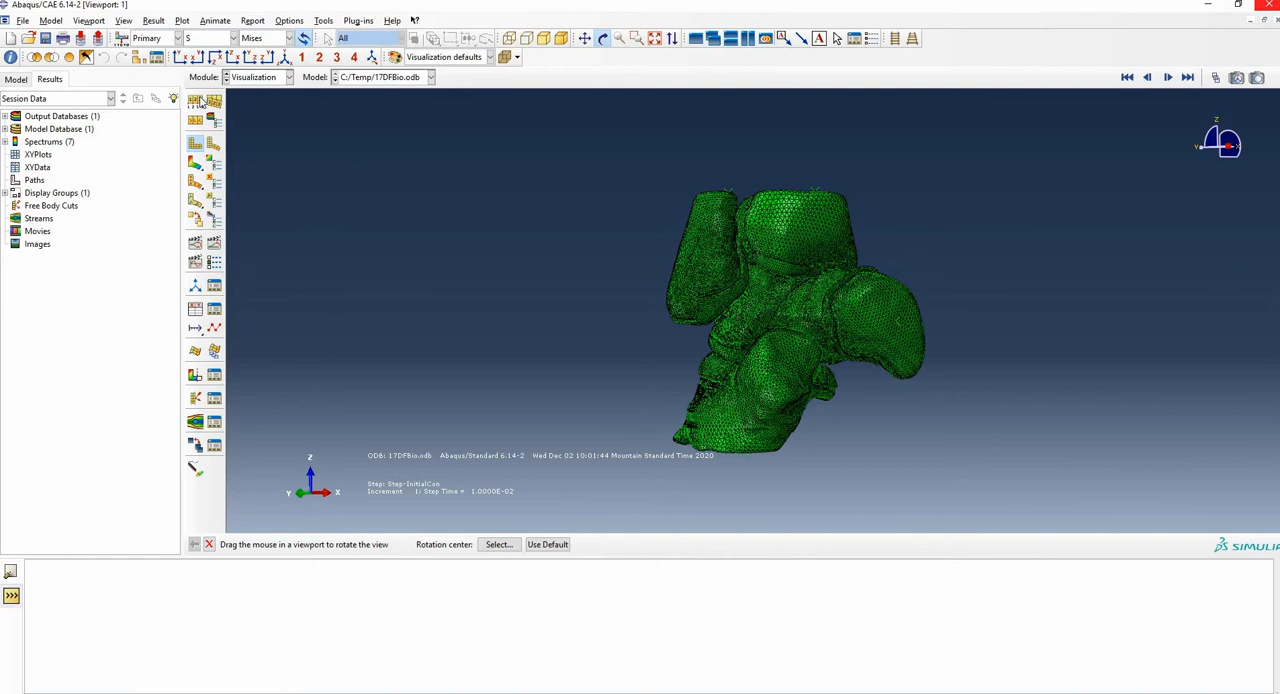 Abaqus/CAE 6.14-2 [Viewport: 1]
File Model Viewport View Result Plot Animate Report Options Tools Plug-ins Help
Primary S Mises All
1 2 3 4 Visualization defaults
Model Results Module: Visualization Model: C:/Temp/17DFBio.odb
Session Data
Output Databases (1)
Model Database (1)
Spectrums (7)
XYPlots
XYData
Paths
Display Groups (1)
Free Body Cuts
Streams
Movies
Images
Z
Y X
ODB: 17DFBio.odb Abaqus/Standard 6.14-2 Wed Dec 02 10:01:44 Mountain Standard Time 2020
Step: Step-InitialCon
Increment 1: Step Time = 1.0000E-02
Z
Y X
Drag the mouse in a viewport to rotate the view Rotation center: Select... Use Default
SIMULIA
>>>